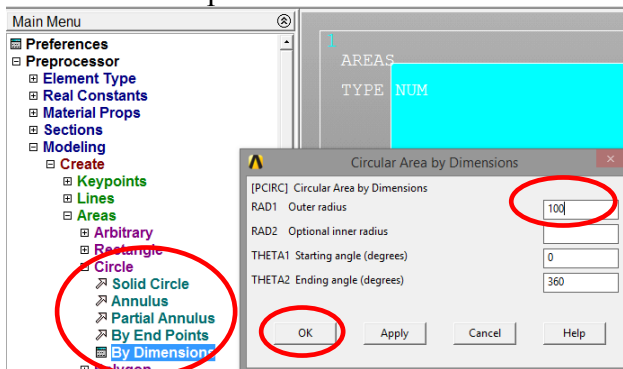 Main Menu
Preferences
Preprocessor
Element Type
Real Constants
Material Props
Sections
Modeling
Create
Keypoints
Lines
Areas
Arbitrary
Rectangle
Circle
Solid Circle
Annulus
Partial Annulus
By End Points
By Dimensions
Polygon
1
AREAS
TYPE NUM
Circular Area by Dimensions
[PCIRC] Circular Area by Dimensions
RAD1 Outer radius 100
RAD2 Optional inner radius
THETA1 Starting angle (degrees) 0
THETA2 Ending angle (degrees) 360
OK Apply Cancel Help